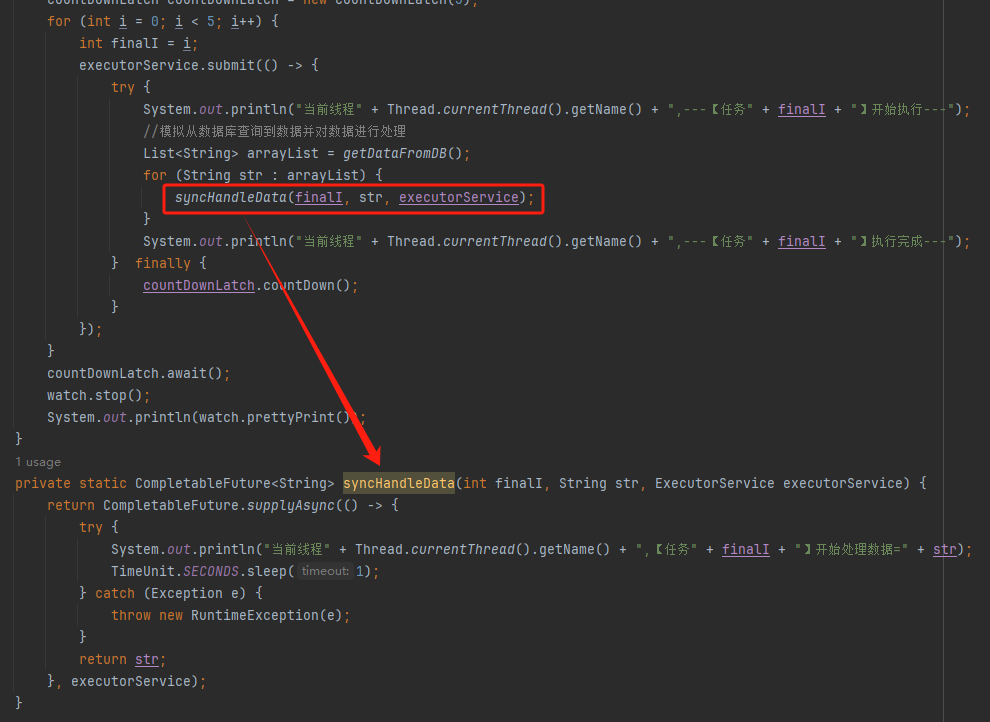 CountDownLatch countDownLatch = new CountDownLatch(5);
for (int i = 0; i < 5; i++) {
int finalI = i;
executorService.submit(() -> {
try {
System.out.println("当前线程" + Thread.currentThread().getName() + ",---【任务" + finalI + "】开始执行---");
//模拟从数据库查询到数据并对数据进行处理
List<String> arrayList = getDataFromDB();
for (String str : arrayList) {
syncHandleData(finalI, str, executorService);
}
System.out.println("当前线程" + Thread.currentThread().getName() + ",---【任务" + finalI + "】执行完成---");
} finally {
countDownLatch.countDown();
}
});
}
countDownLatch.await();
watch.stop();
System.out.println(watch.prettyPrint());
}
1 usage
private static CompletableFuture<String> syncHandleData(int finalI, String str, ExecutorService executorService) {
return CompletableFuture.supplyAsync(() -> {
try {
System.out.println("当前线程" + Thread.currentThread().getName() + ",【任务" + finalI + "】开始处理数据=" + str);
TimeUnit.SECONDS.sleep( timeout: 1);
} catch (Exception e) {
throw new RuntimeException(e);
}
return str;
}, executorService);
}